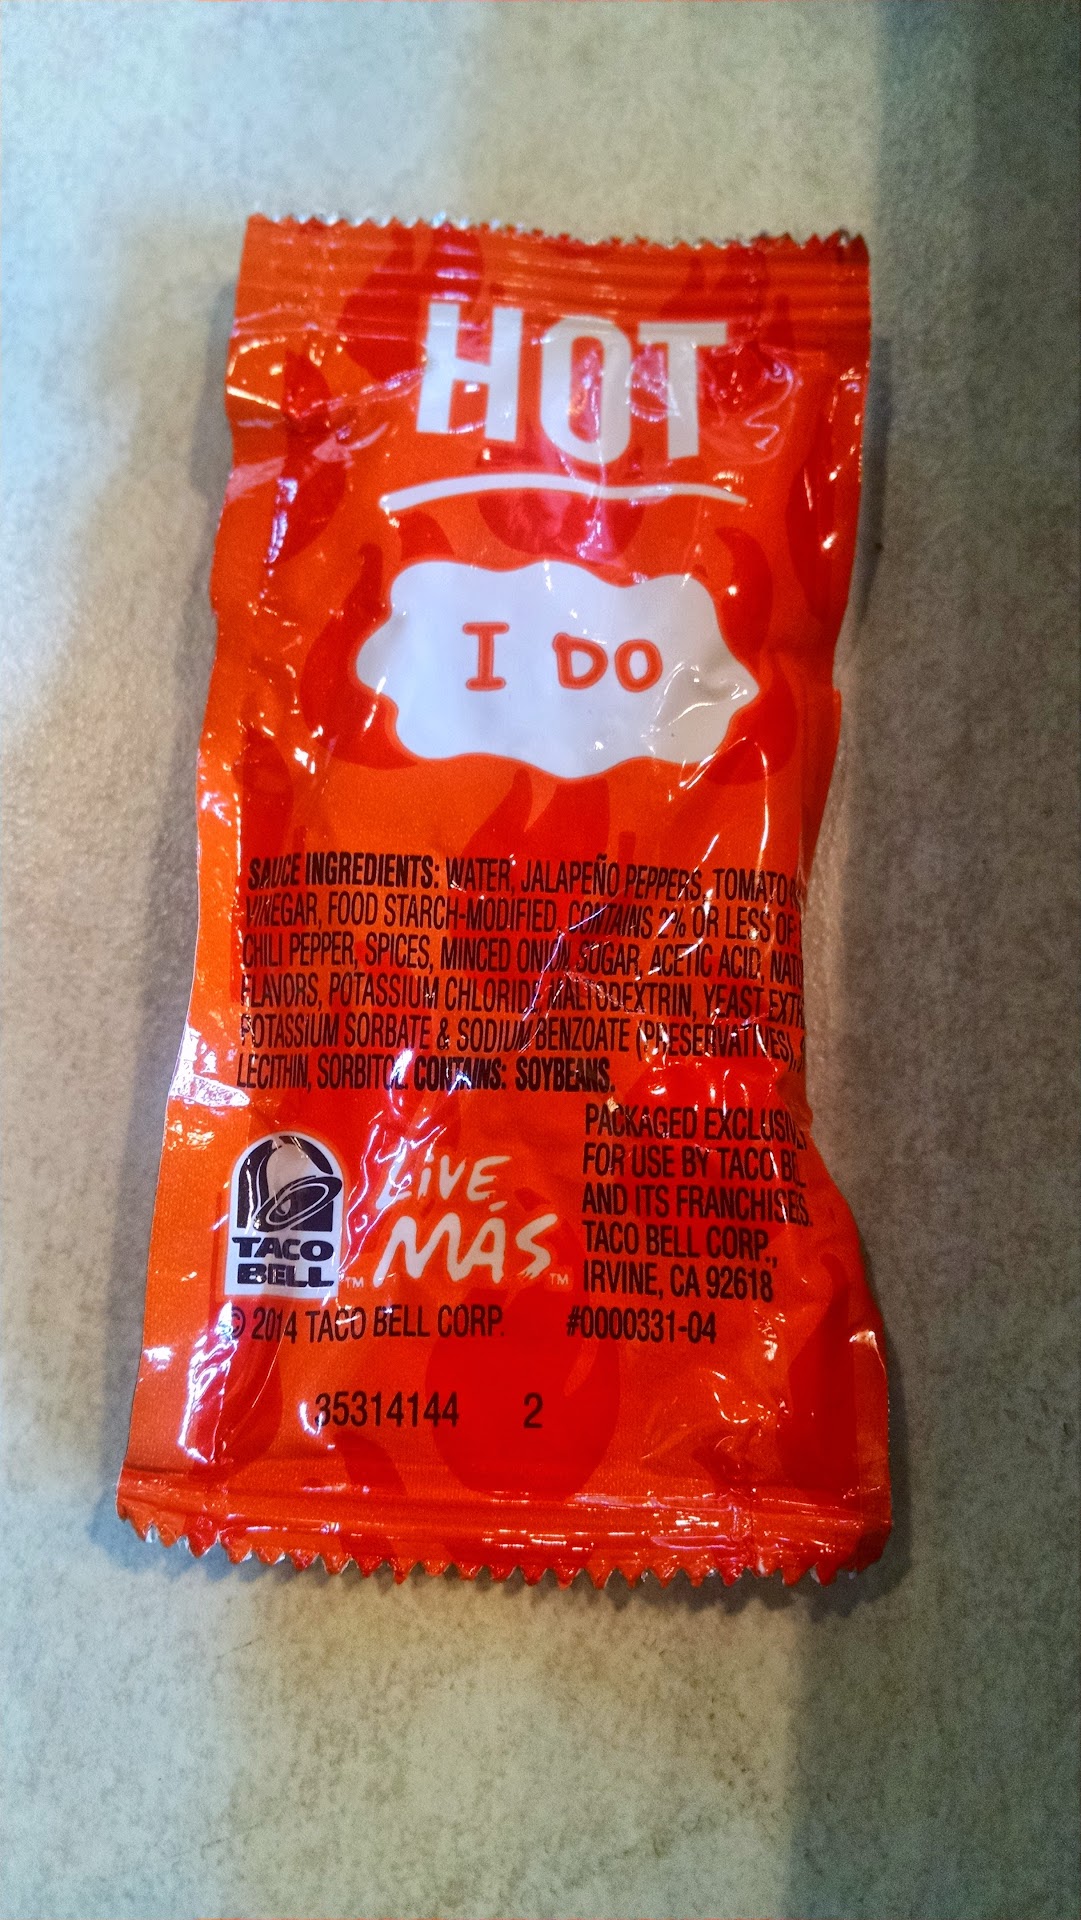 HOT
I DO
SAUCE INGREDIENTS: WATER, JALAPEÑO PEPPERS, TOMATO
VINEGAR, FOOD STARCH-MODIFIED, CONTAINS 2% OR LESS OF
CHILI PEPPER, SPICES, MINCED ONION, SUGAR, ACETIC ACID,
FLAVORS, POTASSIUM CHLORIDE, MALTODEXTRIN, YEAST
POTASSIUM SORBATE & SODIUM BENZOATE (PRESERVATIVES),
LECITHIN, SORBITOL. CONTAINS: SOYBEANS.
PACKAGED
FOR USE BY TACO
AND ITS FRANCHISES.
TACO BELL CORP.,
IRVINE, CA 92618
TACO
BELL ™
LIVE
MÁS ™
© 2014 TACO BELL CORP. #0000331-04
35314144 2